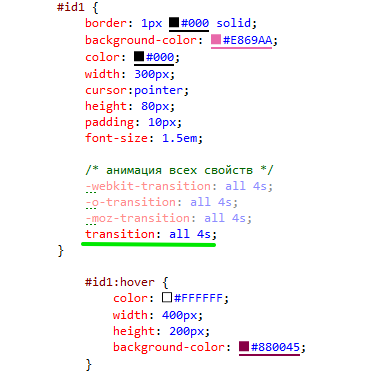 #id1 {
border: 1px #000 solid;
background-color: #E869AA;
color: #000;
width: 300px;
cursor:pointer;
height: 80px;
padding: 10px;
font-size: 1.5em;
/* анимация всех свойств */
-webkit-transition: all 4s;
-o-transition: all 4s;
-moz-transition: all 4s;
transition: all 4s;
}
#id1:hover {
color: #FFFFFF;
width: 400px;
height: 200px;
background-color: #880045;
}